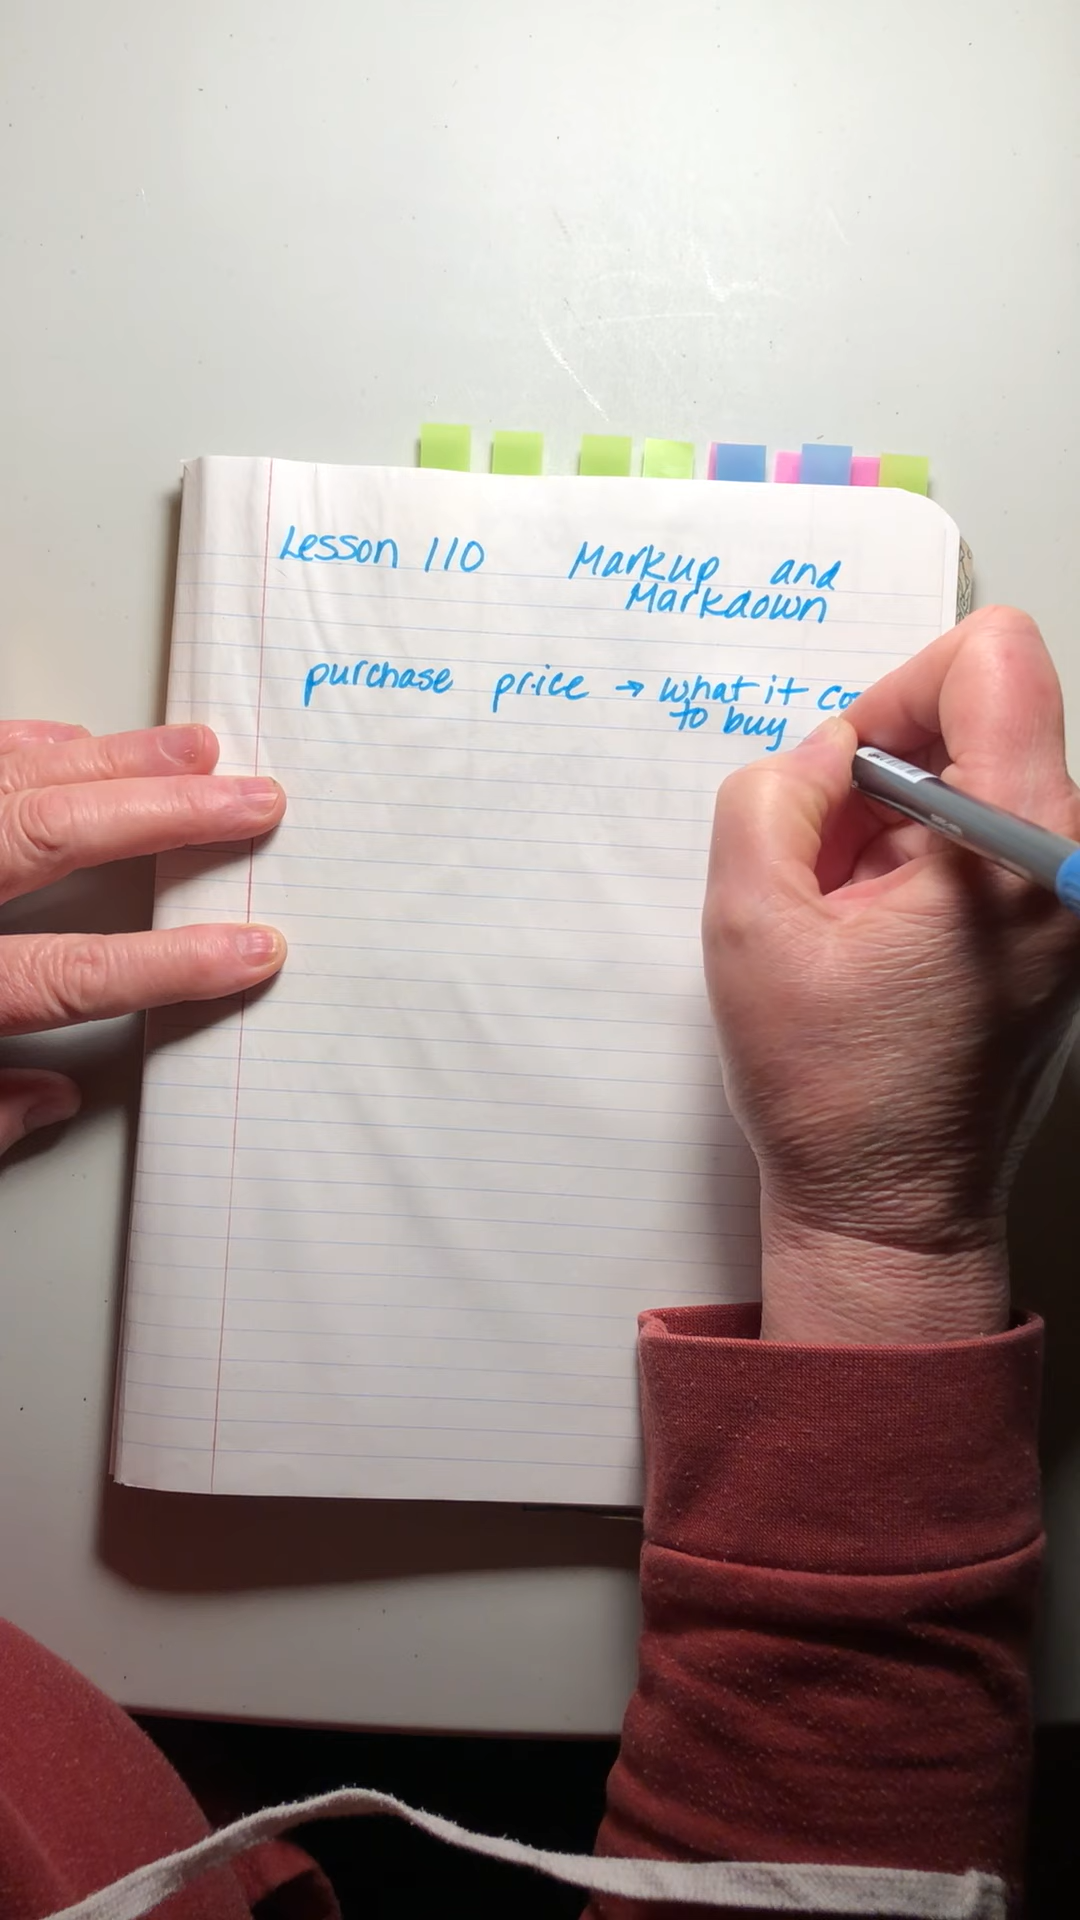 Lesson 110 Markup and
Markdown
purchase price → what it
to buy